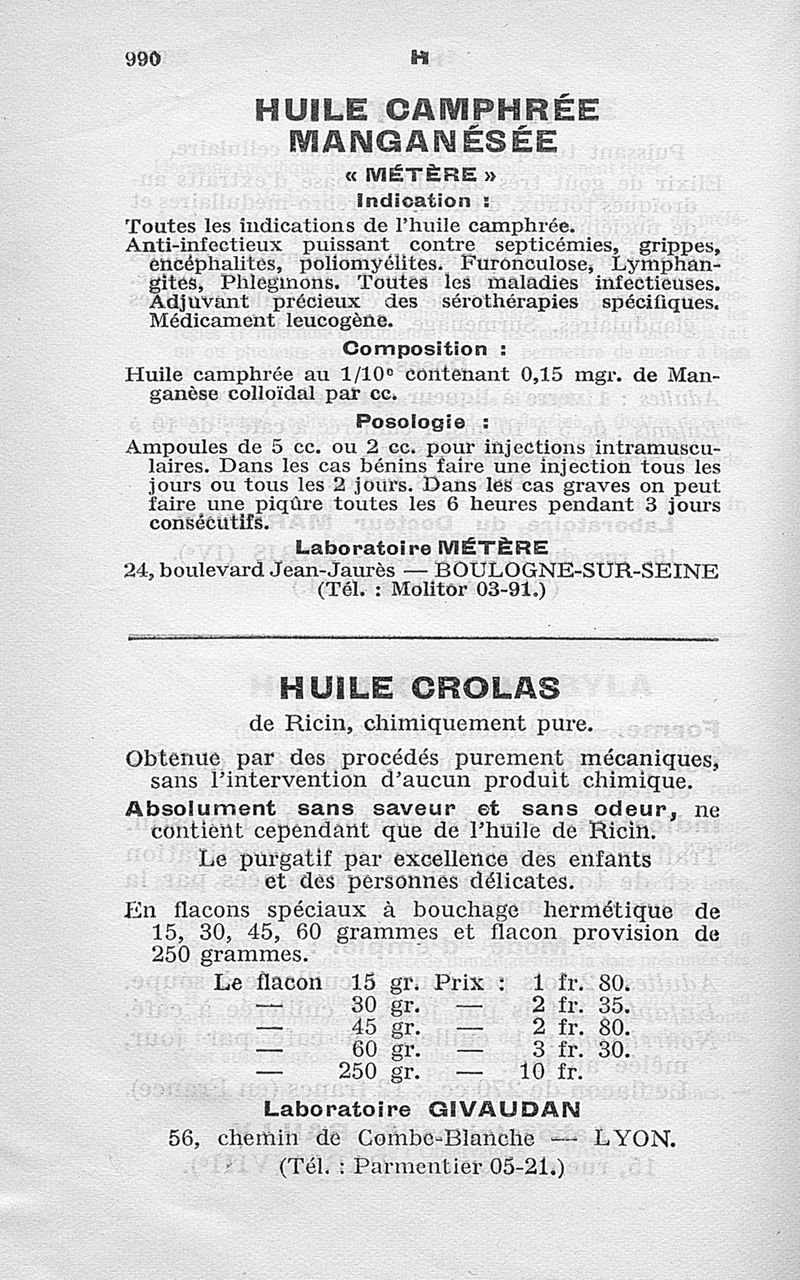 990
H
HUILE CAMPHRÉE
MANGANÉSÉE
« MÉTÈRE »
Indication :
Toutes les indications de l'huile camphrée.
Anti-infectieux puissant contre septicémies, grippes,
encéphalites, poliomyélites. Furonculose, Lymphan-
gites, Phlegmons. Toutes les maladies infectieuses.
Adjuvant précieux des sérothérapies spécifiques.
Médicament leucogène.
Composition :
Huile camphrée au 1/10e contenant 0,15 mgr. de Man-
ganèse colloïdal par cc.
Posologie :
Ampoules de 5 cc. ou 2 cc. pour injections intramuscu-
laires. Dans les cas bénins faire une injection tous les
jours ou tous les 2 jours. Dans les cas graves on peut
faire une piqûre toutes les 6 heures pendant 3 jours
consécutifs.
Laboratoire MÉTÈRE
24, boulevard Jean-Jaurès — BOULOGNE-SUR-SEINE
(Tél. : Molitor 03-91.)
HUILE CROLAS
de Ricin, chimiquement pure.
Obtenue par des procédés purement mécaniques,
sans l'intervention d'aucun produit chimique.
Absolument sans saveur et sans odeur, ne
contient cependant que de l'huile de Ricin.
Le purgatif par excellence des enfants
et des personnes délicates.
En flacons spéciaux à bouchage hermétique de
15, 30, 45, 60 grammes et flacon provision de
250 grammes.
Le flacon 15 gr. Prix : 1 fr. 80.
— 30 gr. — 2 fr. 35.
— 45 gr. — 2 fr. 80.
— 60 gr. — 3 fr. 30.
— 250 gr. — 10 fr.
Laboratoire GIVAUDAN
56, chemin de Combe-Blanche — LYON.
(Tél. : Parmentier 05-21.)